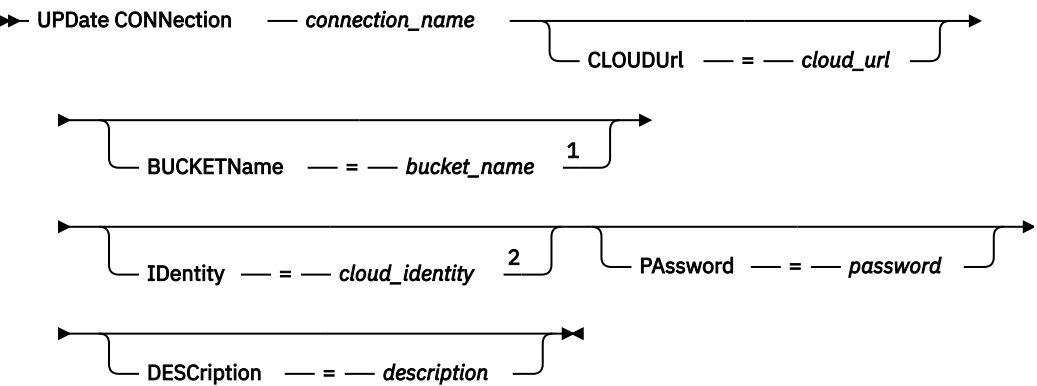 UPDate CONNection connection_name
CLOUDUrl = cloud_url
BUCKETName = bucket_name 1
IDentity = cloud_identity 2 PAssword = password
DESCription = description